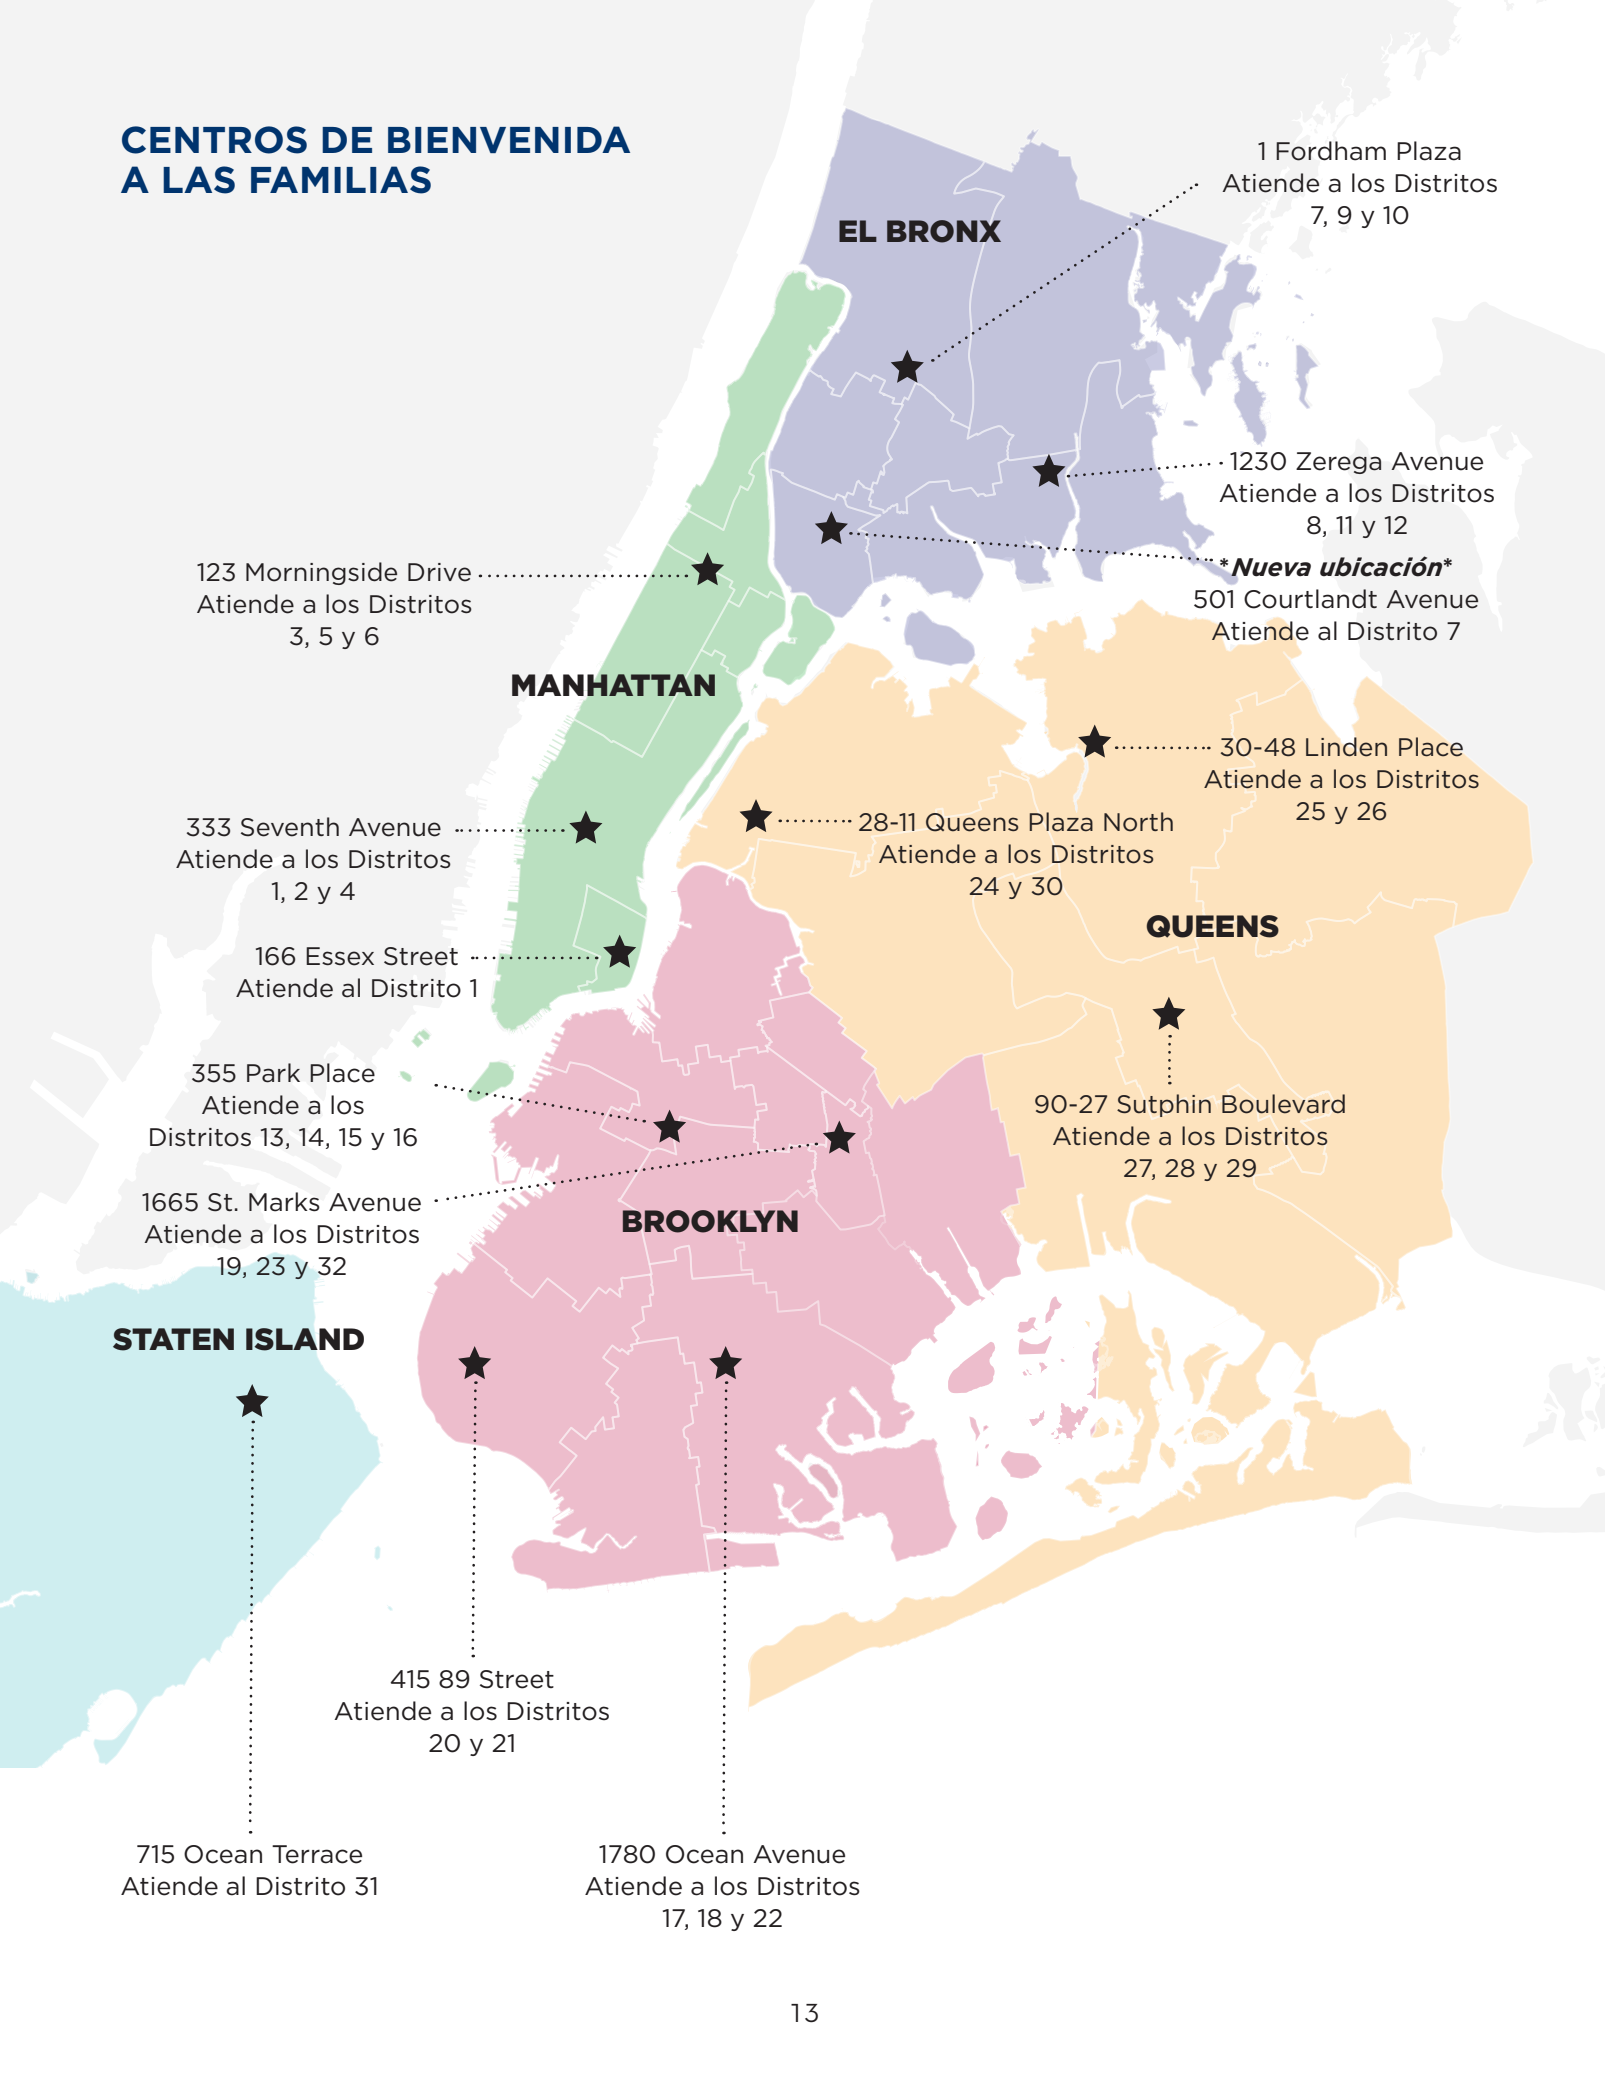 CENTROS DE BIENVENIDA
A LAS FAMILIAS
1 Fordham Plaza
Atiende a los Distritos
7, 9 y 10
EL BRONX
1230 Zerega Avenue
Atiende a los Distritos
8, 11 y 12
*Nueva ubicación*
501 Courtlandt Avenue
Atiende al Distrito 7
123 Morningside Drive
Atiende a los Distritos
3, 5 y 6
MANHATTAN
30-48 Linden Place
Atiende a los Distritos
25 y 26
28-11 Queens Plaza North
Atiende a los Distritos
24 y 30
333 Seventh Avenue
Atiende a los Distritos
1, 2 y 4
QUEENS
166 Essex Street
Atiende al Distrito 1
355 Park Place
Atiende a los
Distritos 13, 14, 15 y 16
90-27 Sutphin Boulevard
Atiende a los Distritos
27, 28 y 29
1665 St. Marks Avenue
Atiende a los Distritos
19, 23 y 32
BROOKLYN
STATEN ISLAND
415 89 Street
Atiende a los Distritos
20 y 21
715 Ocean Terrace
Atiende al Distrito 31
1780 Ocean Avenue
Atiende a los Distritos
17, 18 y 22
13